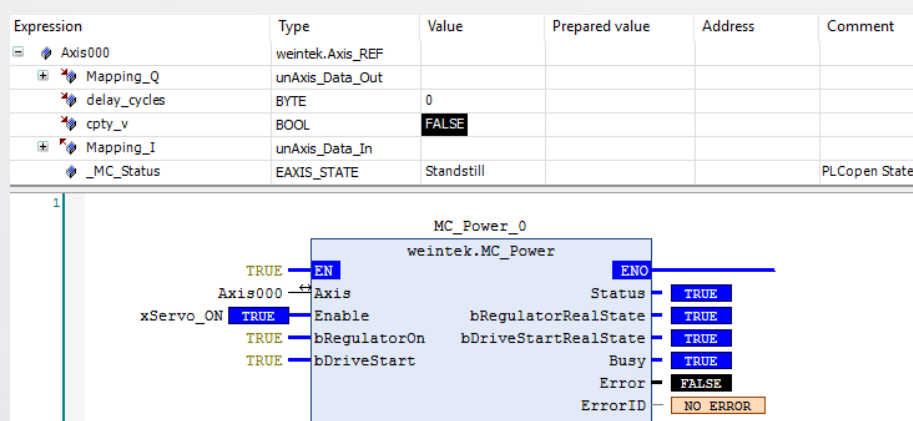 Expression Type Value Prepared value Address Comment
Axis000 weintek.Axis_REF
Mapping_Q unAxis_Data_Out
delay_cycles BYTE 0
cpty_v BOOL FALSE
Mapping_I unAxis_Data_In
_MC_Status EAXIS_STATE Standstill PLCopen State
1
MC_Power_0
weintek.MC_Power
TRUE EN ENO
Axis000 Axis Status TRUE
xServo_ON TRUE Enable bRegulatorRealState TRUE
TRUE bRegulatorOn bDriveStartRealState TRUE
TRUE bDriveStart Busy TRUE
Error FALSE
ErrorID NO ERROR